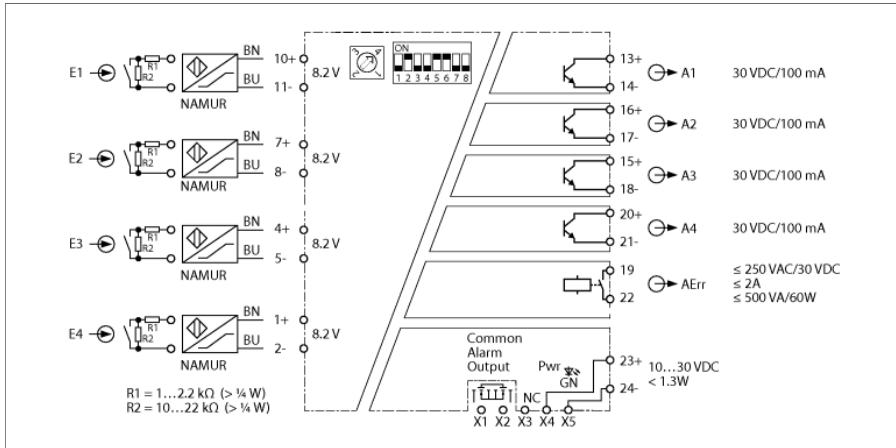 E1
R1
R2
NAMUR
BN
BU
10+
11-
8.2 V
E2
R1
R2
NAMUR
BN
BU
7+
8-
8.2 V
E3
R1
R2
NAMUR
BN
BU
4+
5-
8.2 V
E4
R1
R2
NAMUR
BN
BU
1+
2-
8.2 V
R1 = 1...2.2 kΩ (> ¼ W)
R2 = 10...22 kΩ (> ¼ W)
ON
1 2 3 4 5 6 7 8
13+
14-
A1 30 VDC/100 mA
16+
17-
A2 30 VDC/100 mA
15+
18-
A3 30 VDC/100 mA
20+
21-
A4 30 VDC/100 mA
19
22
AErr
≤ 250 VAC/30 VDC
≤ 2A
≤ 500 VA/60W
Common
Alarm
Output
Pwr
GN
NC
X1 X2 X3 X4 X5
23+
24-
10...30 VDC
< 1.3W